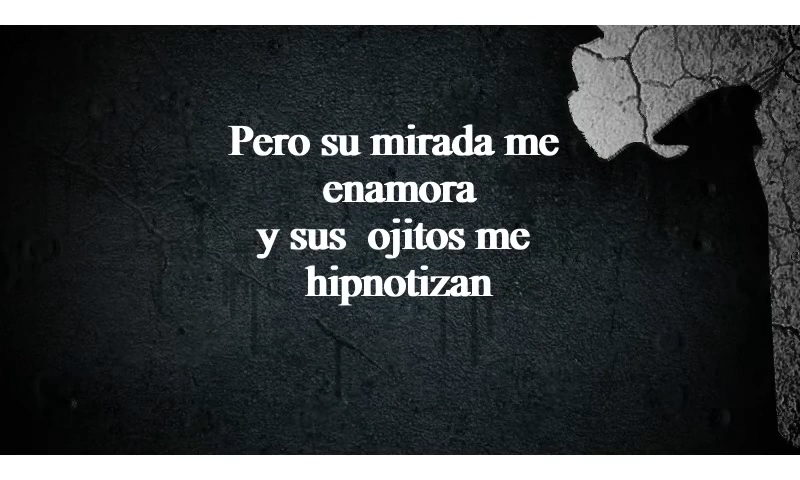 Pero su mirada me
enamora
y sus  ojitos me
hipnotizan